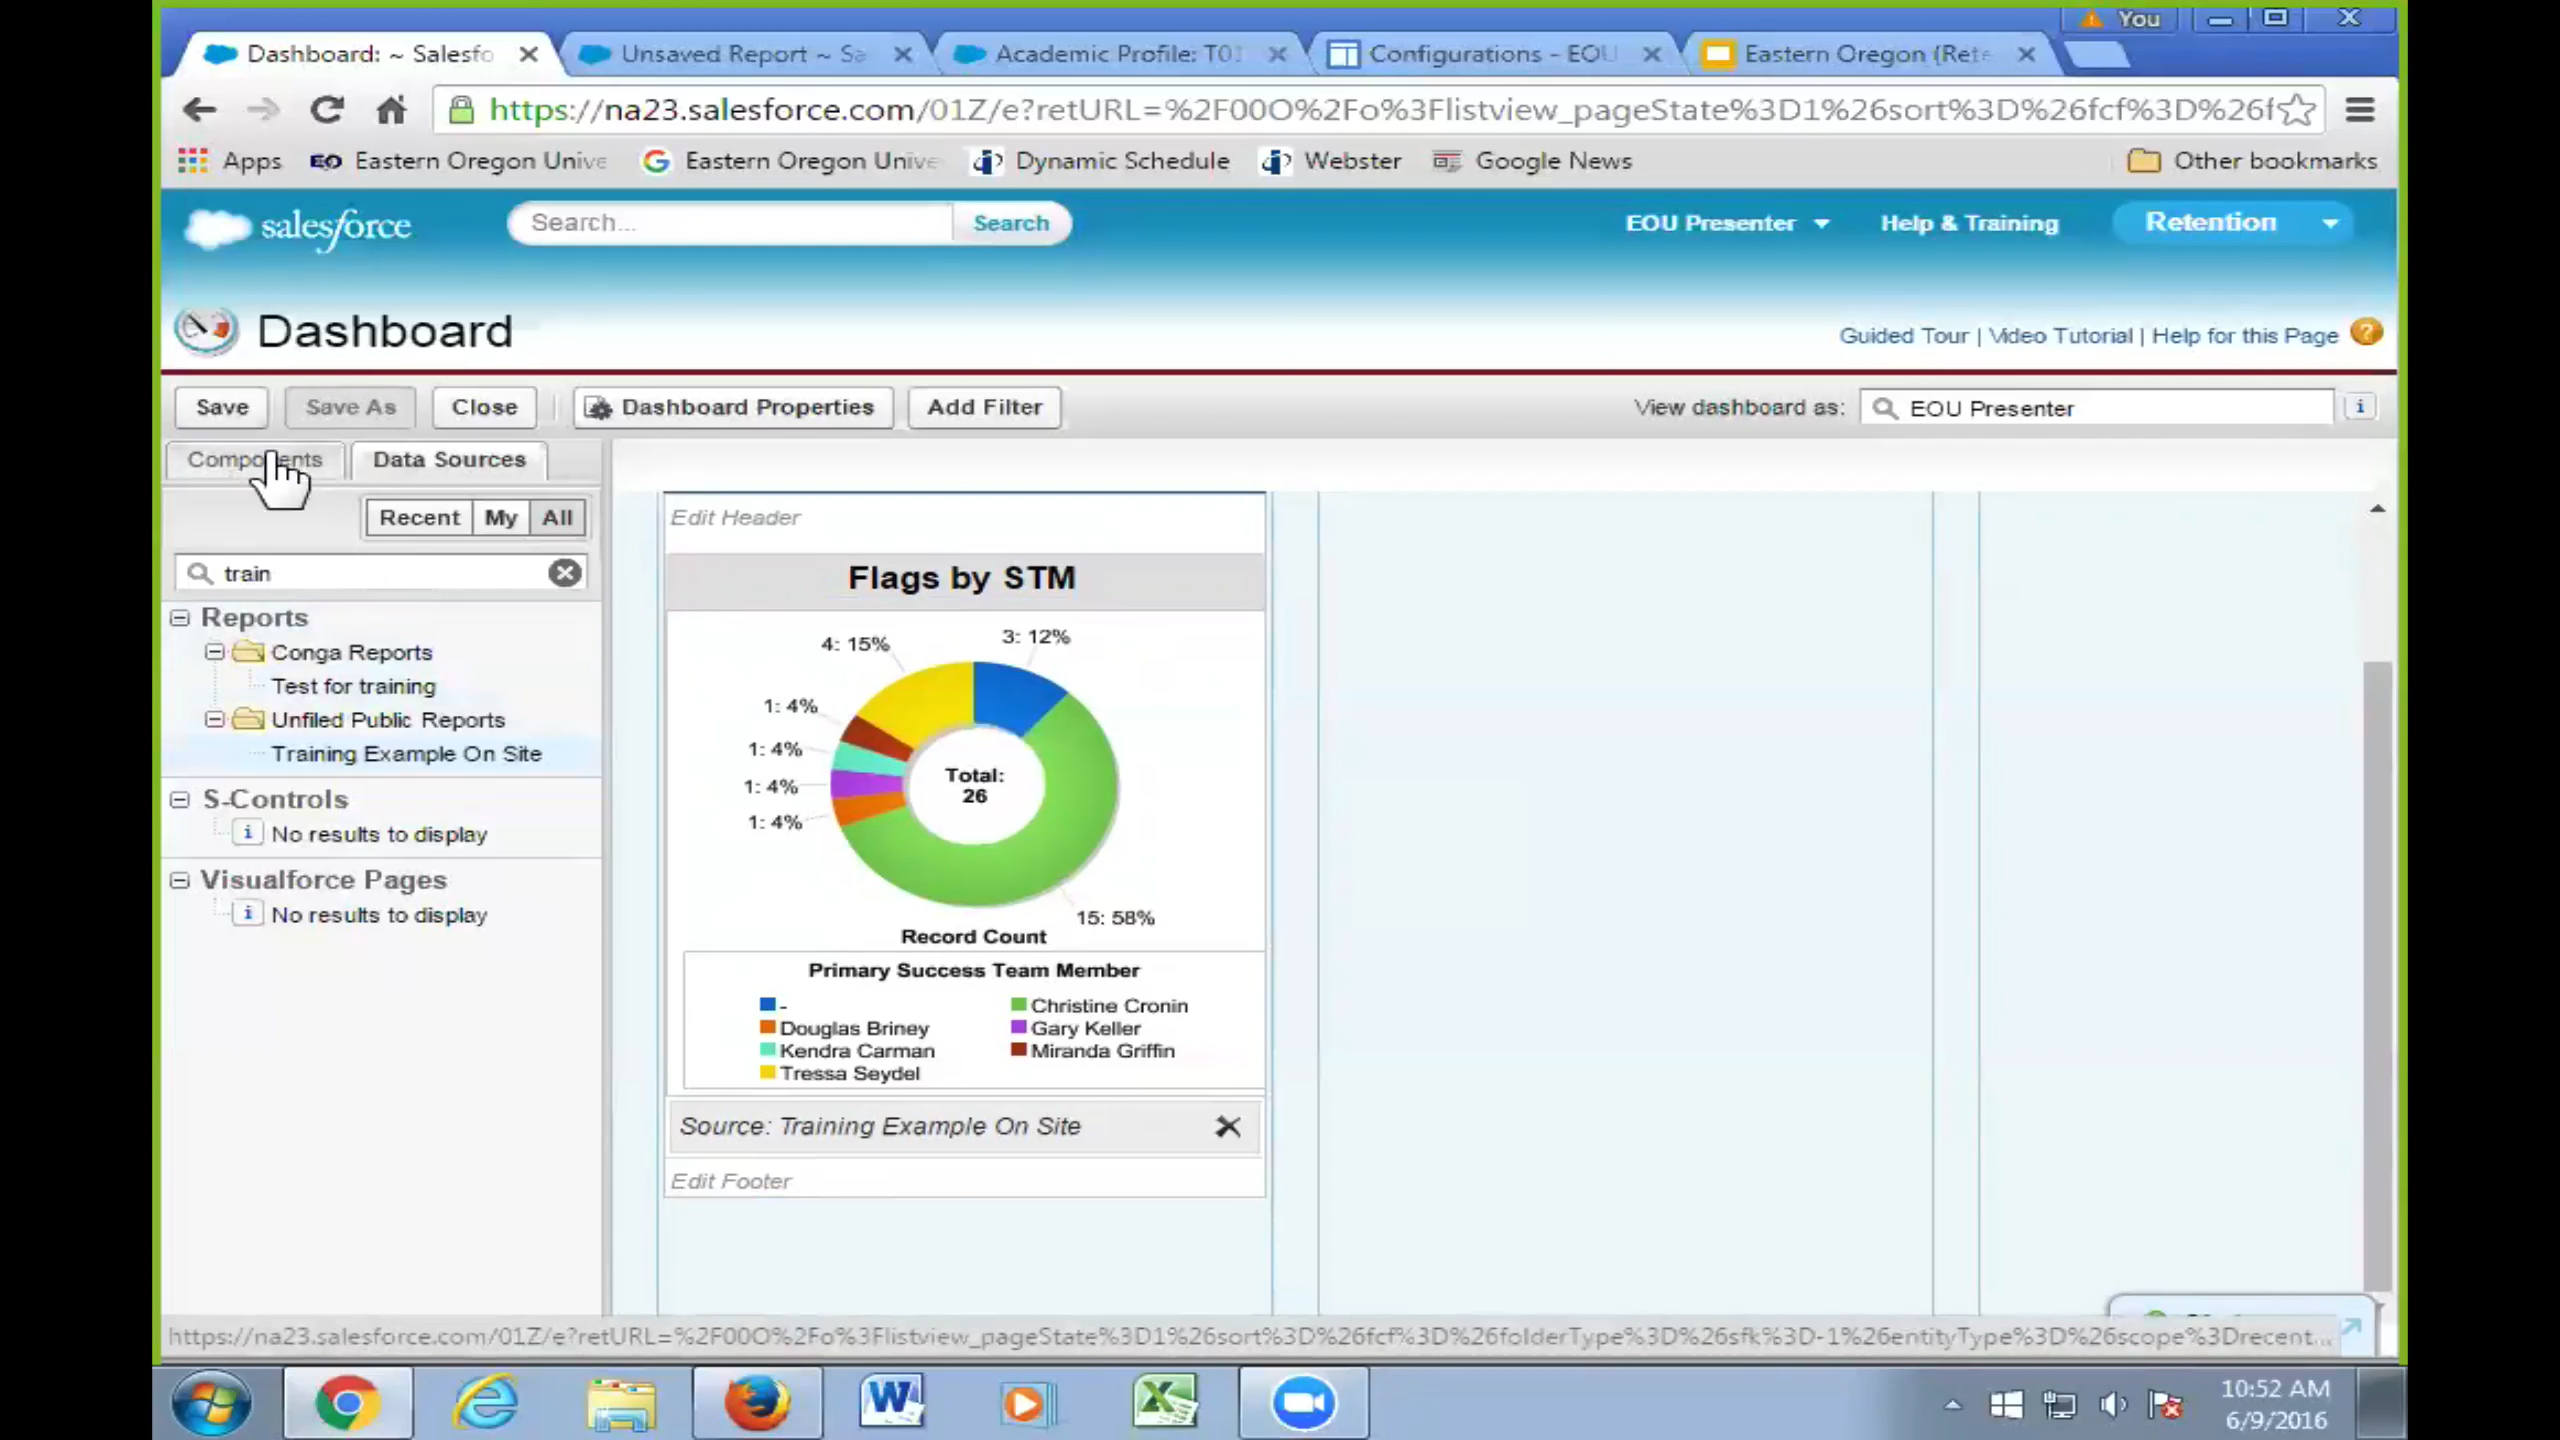 You
Dashboard: ~ Salesfo
Unsaved Report ~ Sa
Academic Profile: T01
Configurations - EOU
Eastern Oregon (Rete
https://na23.salesforce.com/01Z/e?retURL=%2F00O%2Fo%3Flistview_pageState%3D1%26sort%3D%26fcf%3D%26f
Apps
Eastern Oregon Unive
Eastern Oregon Unive
Dynamic Schedule
Webster
Google News
Other bookmarks
salesforce
Search...
Search
EOU Presenter
Help & Training
Retention
Dashboard
Guided Tour | Video Tutorial | Help for this Page
Save
Save As
Close
Dashboard Properties
Add Filter
View dashboard as:
EOU Presenter
Components
Data Sources
Recent
My
All
train
Reports
Conga Reports
Test for training
Unfiled Public Reports
Training Example On Site
S-Controls
No results to display
Visualforce Pages
No results to display
Edit Header
Flags by STM
4: 15%
3: 12%
1: 4%
1: 4%
1: 4%
1: 4%
Total:
26
15: 58%
Record Count
Primary Success Team Member
-
Christine Cronin
Douglas Briney
Gary Keller
Kendra Carman
Miranda Griffin
Tressa Seydel
Source: Training Example On Site
Edit Footer
https://na23.salesforce.com/01Z/e?retURL=%2F00O%2Fo%3Flistview_pageState%3D1%26sort%3D%26fcf%3D%26folderType%3D%26sfk%3D-1%26entityType%3D%26scope%3Drecent...
10:52 AM
6/9/2016